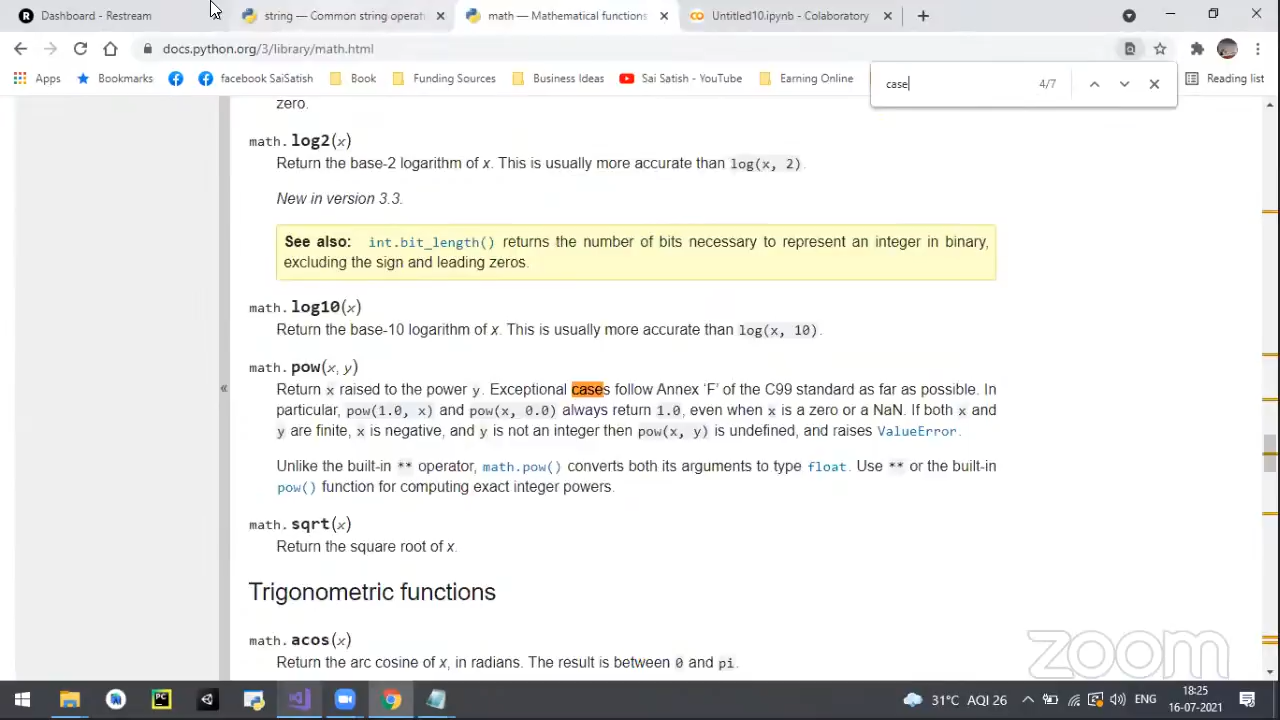 Dashboard - Restream
string — Common string operat
math — Mathematical functions
Untitled10.ipynb - Colaboratory
docs.python.org/3/library/math.html
Apps
Bookmarks
facebook SaiSatish
Book
Funding Sources
Business Ideas
Sai Satish - YouTube
Earning Online
Reading list
case
4/7
zero.
math.log2(x)
Return the base-2 logarithm of x. This is usually more accurate than log(x, 2).
New in version 3.3.
See also: int.bit_length() returns the number of bits necessary to represent an integer in binary,
excluding the sign and leading zeros.
math.log10(x)
Return the base-10 logarithm of x. This is usually more accurate than log(x, 10).
math.pow(x, y)
Return x raised to the power y. Exceptional cases follow Annex ‘F’ of the C99 standard as far as possible. In
particular, pow(1.0, x) and pow(x, 0.0) always return 1.0, even when x is a zero or a NaN. If both x and
y are finite, x is negative, and y is not an integer then pow(x, y) is undefined, and raises ValueError.
Unlike the built-in ** operator, math.pow() converts both its arguments to type float. Use ** or the built-in
pow() function for computing exact integer powers.
math.sqrt(x)
Return the square root of x.
Trigonometric functions
math.acos(x)
Return the arc cosine of x, in radians. The result is between 0 and pi.
zoom
31°C AQI 26
ENG
18:25
16-07-2021